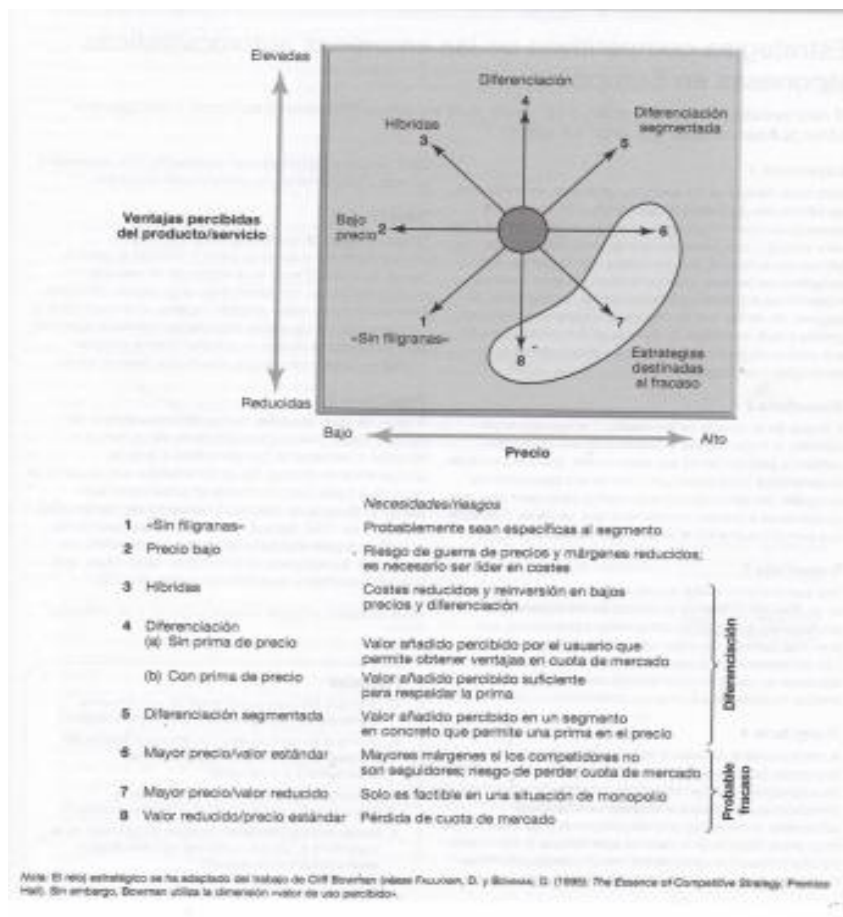 Elevadas
Diferenciación
4
Diferenciación
segmentada
5
Híbridas
3
Ventajas percibidas
del producto/servicio
Bajo
precio
2
6
1
«Sin filigranas»
7
8
Estrategias
destinadas
al fracaso
Reducidas
Bajo
Alto
Precio
Necesidades/riesgos
1 «Sin filigranas» Probablemente sean específicas al segmento
2 Precio bajo Riesgo de guerra de precios y márgenes reducidos;
es necesario ser líder en costes
3 Híbridas Costes reducidos y reinversión en bajos
precios y diferenciación
4 Diferenciación
(a) Sin prima de precio Valor añadido percibido por el usuario que
permite obtener ventajas en cuota de mercado
(b) Con prima de precio Valor añadido percibido suficiente
para respaldar la prima
5 Diferenciación segmentada Valor añadido percibido en un segmento
en concreto que permite una prima en el precio
Diferenciación
6 Mayor precio/valor estándar Mayores márgenes si los competidores no
son seguidores; riesgo de perder cuota de mercado
7 Mayor precio/valor reducido Solo es factible en una situación de monopolio
8 Valor reducido/precio estándar Pérdida de cuota de mercado
Probable
fracaso
Nota: El reloj estratégico se ha adaptado del trabajo de Cliff Bowman D. y (1995): The Essence of Competitive Strategy, Prentice
Hall). Sin embargo, Bowman utiliza la dimensión «valor de uso percibido».